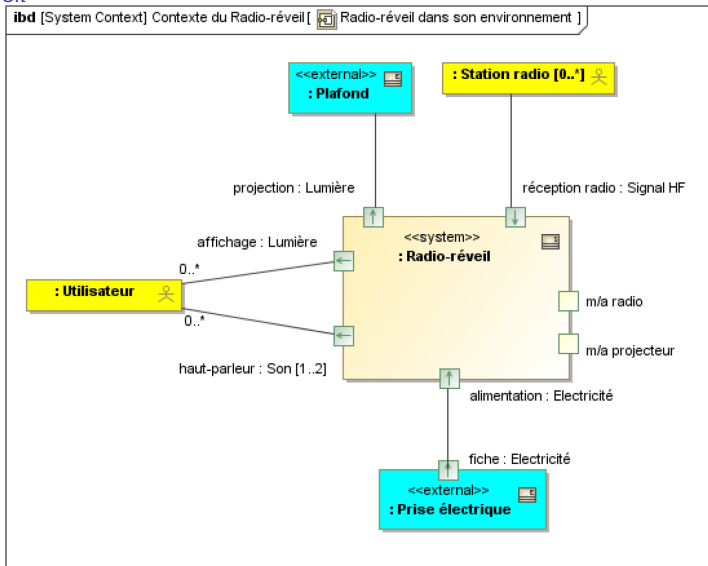 ibd [System Context] Contexte du Radio-réveil [ Radio-réveil dans son environnement ]
<<external>>
: Plafond
: Station radio [0..*]
projection : Lumière
réception radio : Signal HF
affichage : Lumière
<<system>>
: Radio-réveil
0..*
: Utilisateur
m/a radio
0..*
m/a projecteur
haut-parleur : Son [1..2]
alimentation : Electricité
fiche : Electricité
<<external>>
: Prise électrique